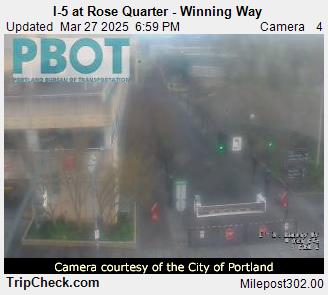 I-5 at Rose Quarter - Winning Way
Updated Mar 27 2025 6:59 PM Camera 4
PBOT
PORTLAND BUREAU OF TRANSPORTATION
Camera courtesy of the City of Portland
TripCheck.com Milepost302.00